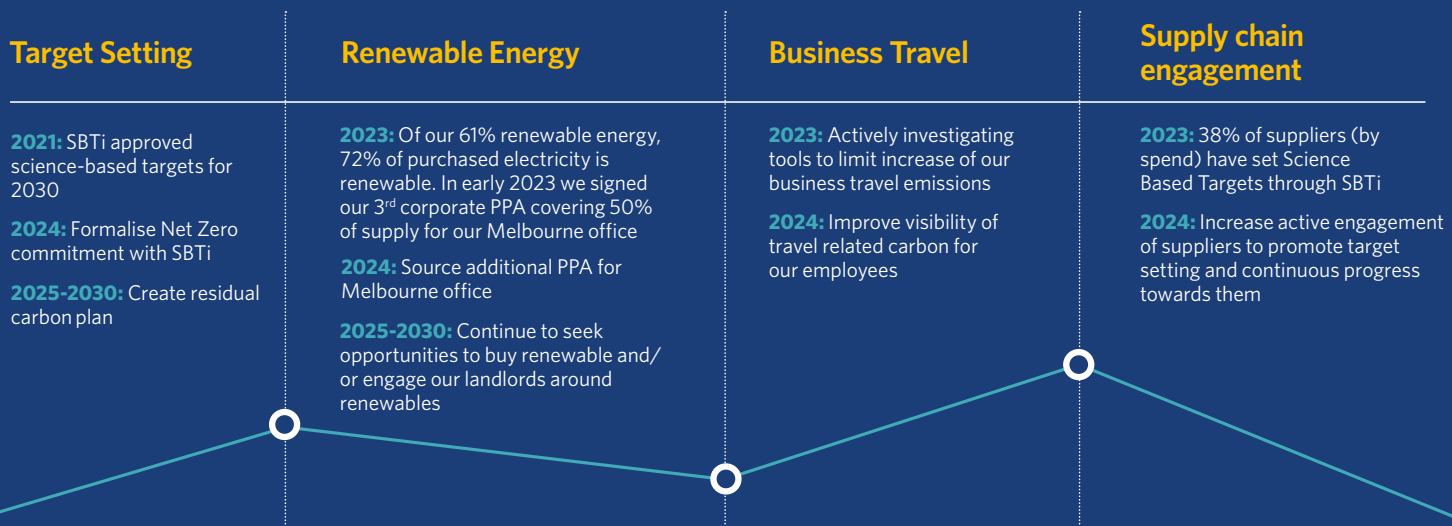 Target Setting
2021: SBTi approved
science-based targets for
2030
2024: Formalise Net Zero
commitment with SBTi
2025-2030: Create residual
carbon plan
Renewable Energy
2023: Of our 61% renewable energy,
72% of purchased electricity is
renewable. In early 2023 we signed
our 3rd corporate PPA covering 50%
of supply for our Melbourne office
2024: Source additional PPA for
Melbourne office
2025-2030: Continue to seek
opportunities to buy renewable and/
or engage our landlords around
renewables
Business Travel
2023: Actively investigating
tools to limit increase of our
business travel emissions
2024: Improve visibility of
travel related carbon for
our employees
Supply chain
engagement
2023: 38% of suppliers (by
spend) have set Science
Based Targets through SBTi
2024: Increase active engagement
of suppliers to promote target
setting and continuous progress
towards them